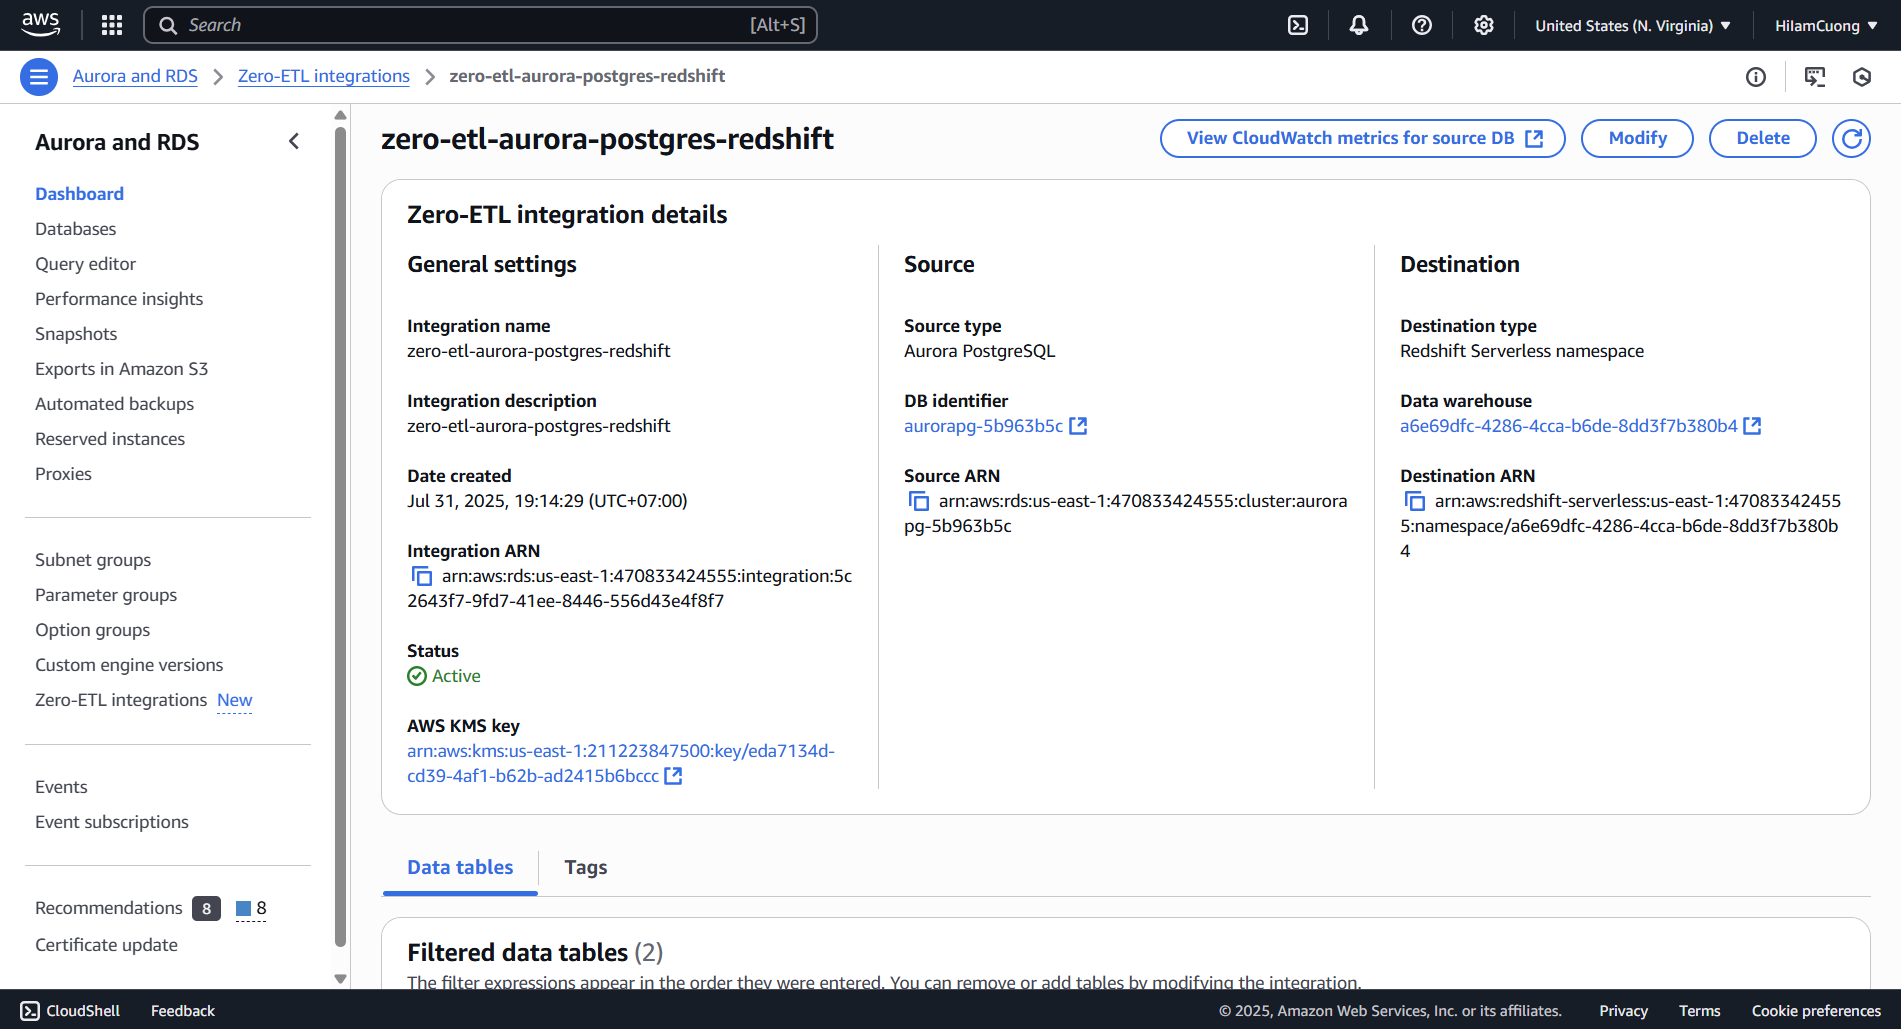 aws
Search
[Alt+S]
United States (N. Virginia)
HilamCuong
Aurora and RDS
Zero-ETL integrations
zero-etl-aurora-postgres-redshift
Aurora and RDS
Dashboard
Databases
Query editor
Performance insights
Snapshots
Exports in Amazon S3
Automated backups
Reserved instances
Proxies
Subnet groups
Parameter groups
Option groups
Custom engine versions
Zero-ETL integrations New
Events
Event subscriptions
Recommendations 8 8
Certificate update
zero-etl-aurora-postgres-redshift
View CloudWatch metrics for source DB
Modify
Delete
Zero-ETL integration details
General settings
Integration name
zero-etl-aurora-postgres-redshift
Integration description
zero-etl-aurora-postgres-redshift
Date created
Jul 31, 2025, 19:14:29 (UTC+07:00)
Integration ARN
arn:aws:rds:us-east-1:470833424555:integration:5c
2643f7-9fd7-41ee-8446-556d43e4f8f7
Status
Active
AWS KMS key
arn:aws:kms:us-east-1:211223847500:key/eda7134d-
cd39-4af1-b62b-ad2415b6bccc
Source
Source type
Aurora PostgreSQL
DB identifier
aurorapg-5b963b5c
Source ARN
arn:aws:rds:us-east-1:470833424555:cluster:aurora
pg-5b963b5c
Destination
Destination type
Redshift Serverless namespace
Data warehouse
a6e69dfc-4286-4cca-b6de-8dd3f7b380b4
Destination ARN
arn:aws:redshift-serverless:us-east-1:47083342455
5:namespace/a6e69dfc-4286-4cca-b6de-8dd3f7b380b
4
Data tables
Tags
Filtered data tables (2)
The filter expressions appear in the order they were entered. You can remove or add tables by modifying the integration.
CloudShell
Feedback
© 2025, Amazon Web Services, Inc. or its affiliates.
Privacy
Terms
Cookie preferences